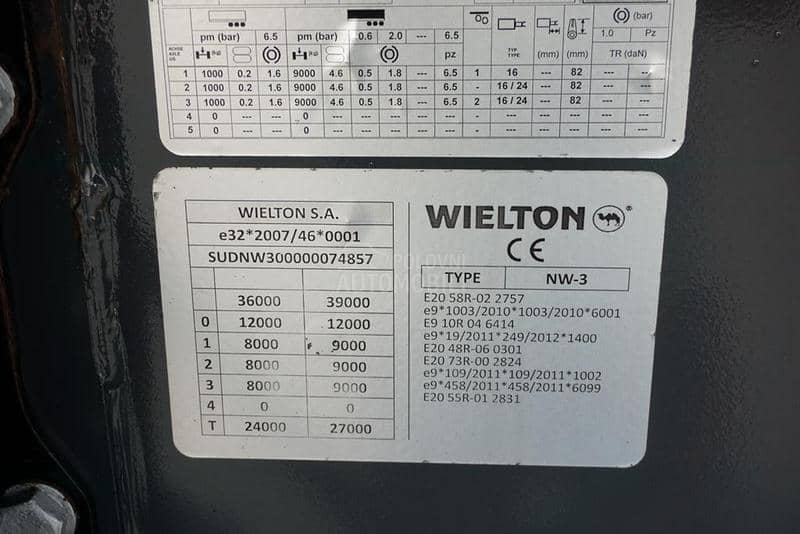 pm (bar) 6.5 pm (bar) 0.6 2.0 --- 6.5 (bar)
1.0 Pz
pz TYP TYPE (mm) (mm) TR (daN)
1 1000 0.2 1.6 9000 4.6 0.5 1.8 --- 6.5 1 16 --- 82 --- ---
2 1000 0.2 1.6 9000 4.6 0.5 1.8 --- 6.5 - 16 / 24 --- 82 --- ---
3 1000 0.2 1.6 9000 4.6 0.5 1.8 --- 6.5 2 16 / 24 --- 82 --- ---
4 0 --- --- 0 --- --- --- --- --- - --- --- --- --- ---
5 0 --- --- 0 --- --- --- --- --- - --- --- --- --- ---
WIELTON S.A.
e32*2007/46*0001
SUDNW300000074857
36000 39000
0 12000 12000
1 8000 9000
2 8000 9000
3 8000 9000
4 0 0
T 24000 27000
WIELTON ®
CE
TYPE NW-3
E20 58R-02 2757
e9*1003/2010*1003/2010*6001
E9 10R 04 6414
e9*19/2011*249/2012*1400
E20 48R-06 0301
E20 73R-00 2824
e9*109/2011*109/2011*1002
e9*458/2011*458/2011*6099
E20 55R-01 2831
POLOVNI
AUTOMOBILI